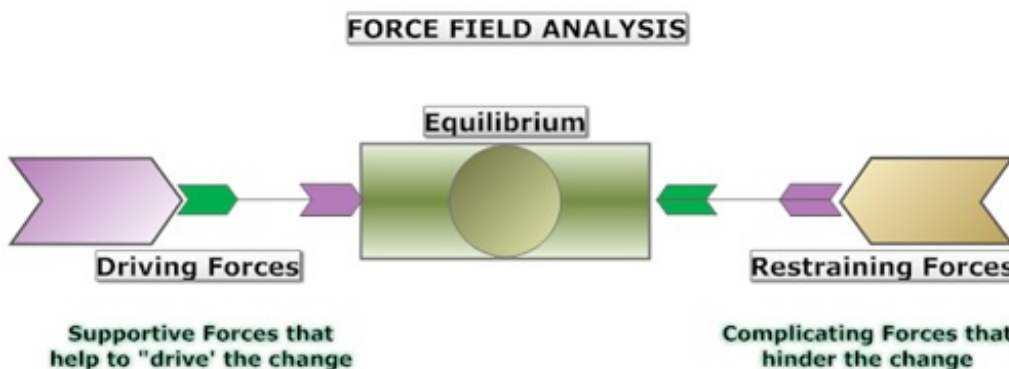 FORCE FIELD ANALYSIS
Equilibrium
Driving Forces
Restraining Forces
Supportive Forces that
help to "drive' the change
Complicating Forces that
hinder the change